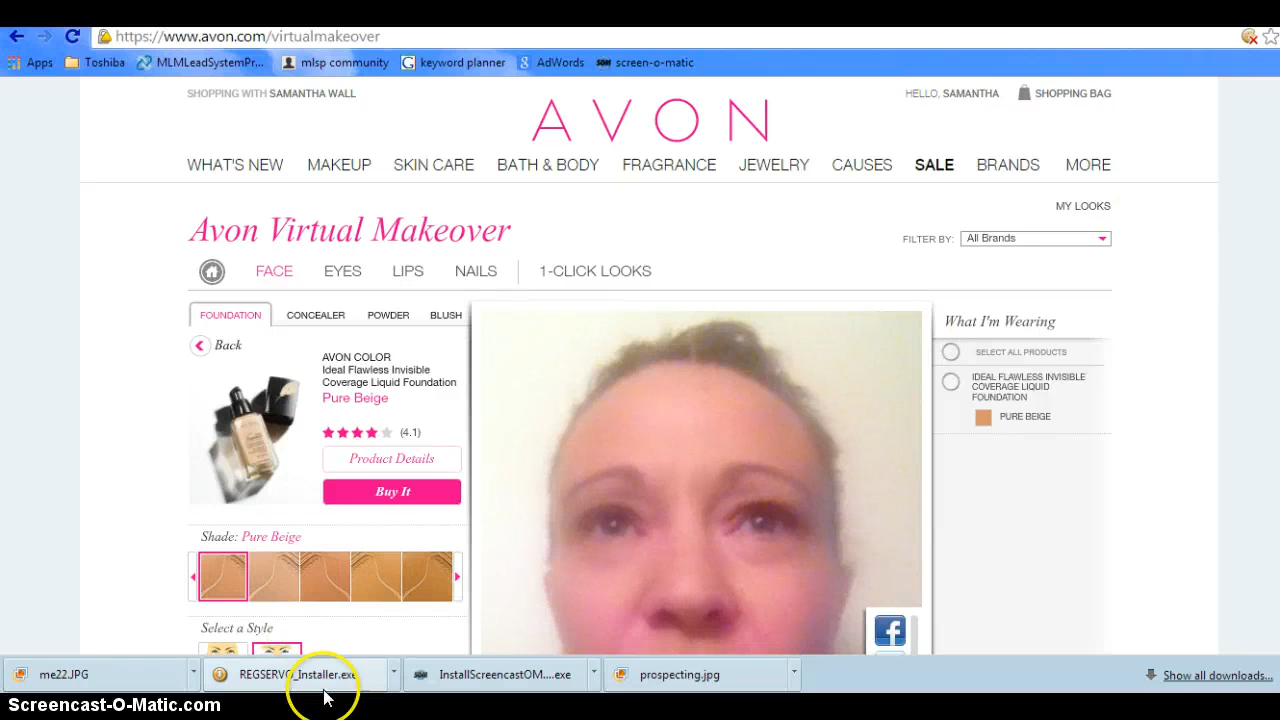 https://www.avon.com/virtualmakeover
Apps Toshiba MLMLeadSystemPr... mlsp community keyword planner AdWords screen-o-matic
SHOPPING WITH SAMANTHA WALL
HELLO, SAMANTHA SHOPPING BAG
AVON
WHAT'S NEW MAKEUP SKIN CARE BATH & BODY FRAGRANCE JEWELRY CAUSES SALE BRANDS MORE
MY LOOKS
Avon Virtual Makeover
FILTER BY: All Brands
FACE EYES LIPS NAILS 1-CLICK LOOKS
FOUNDATION CONCEALER POWDER BLUSH
Back
AVON COLOR
Ideal Flawless Invisible
Coverage Liquid Foundation
Pure Beige
(4.1)
Product Details
Buy It
Shade: Pure Beige
Select a Style
What I'm Wearing
SELECT ALL PRODUCTS
IDEAL FLAWLESS INVISIBLE
COVERAGE LIQUID
FOUNDATION
PURE BEIGE
me22.JPG REGSERVO_Installer.exe InstallScreencastOM....exe prospecting.jpg Show all downloads...
Screencast-O-Matic.com